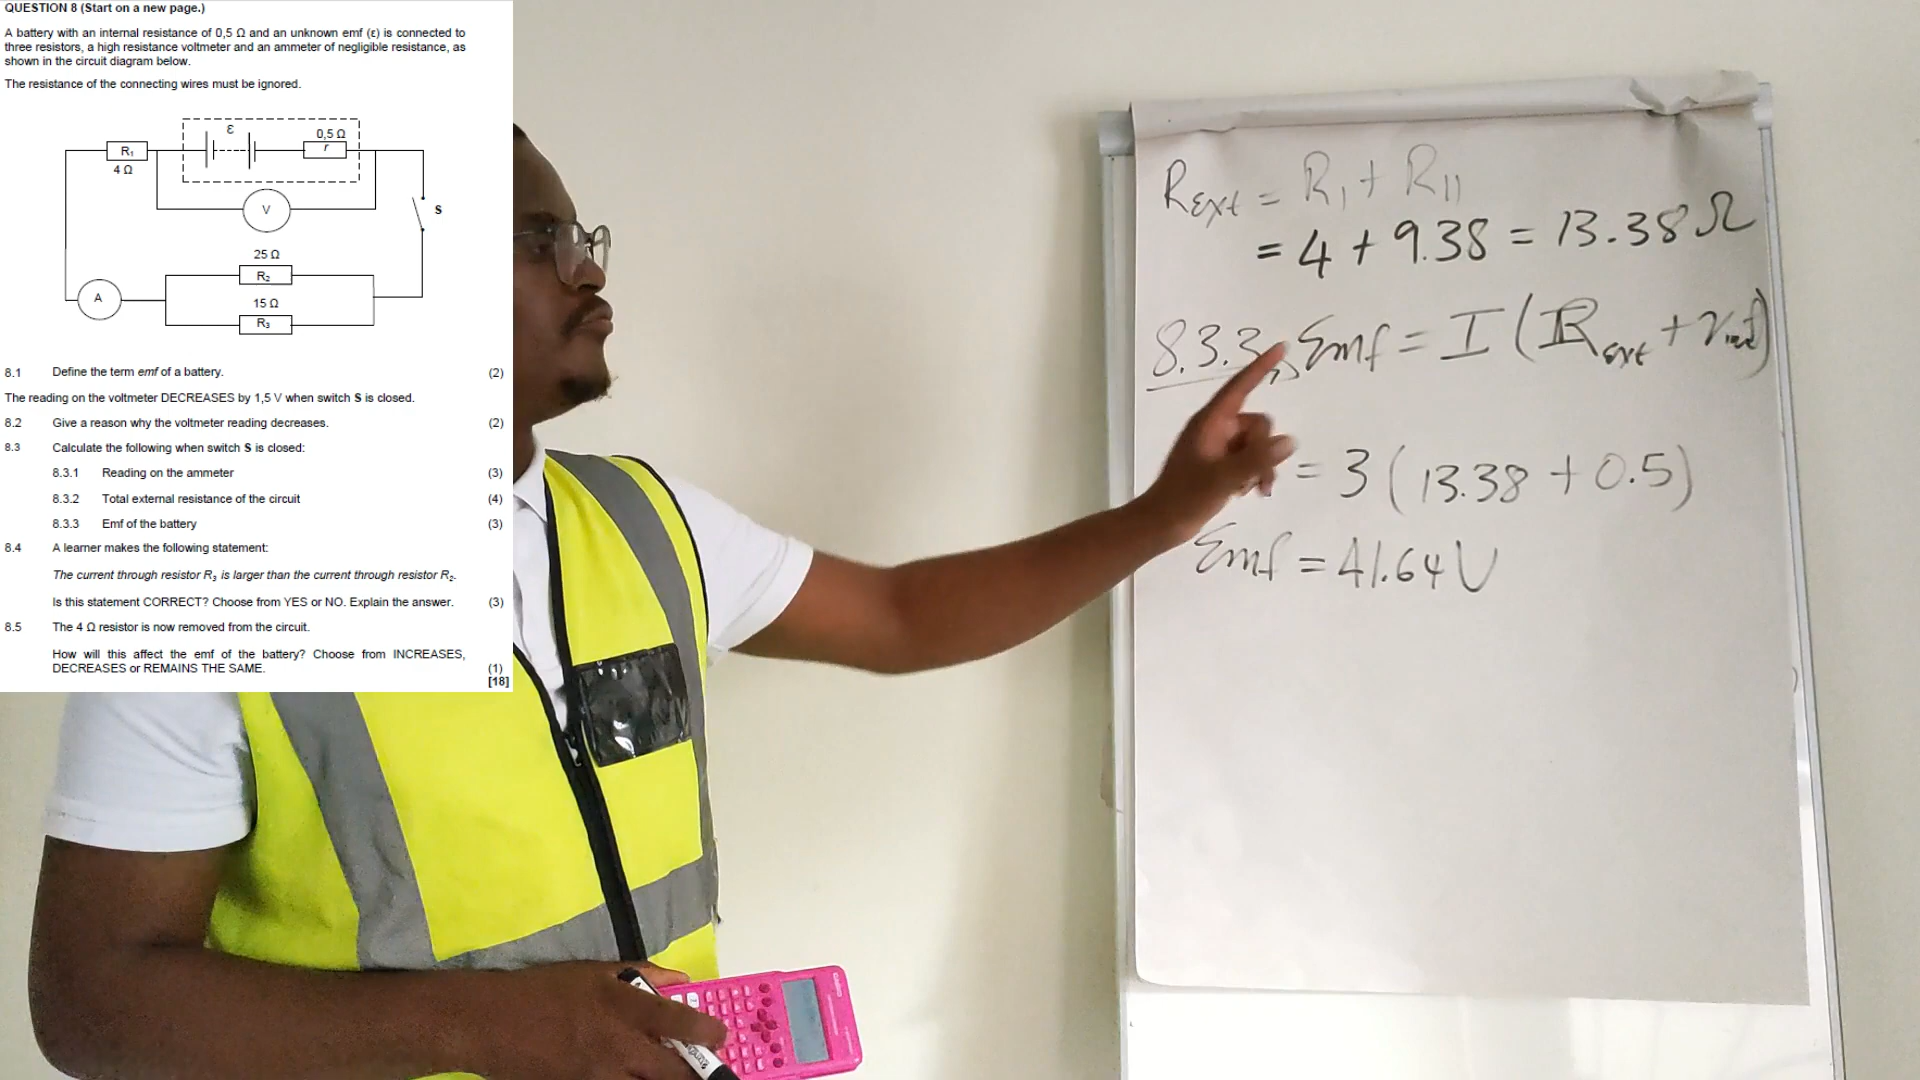 QUESTION 8 (Start on a new page.)
A battery with an internal resistance of 0,5 Ω and an unknown emf (ε) is connected to
three resistors, a high resistance voltmeter and an ammeter of negligible resistance, as
shown in the circuit diagram below.
The resistance of the connecting wires must be ignored.
ε
0,5 Ω
R₁
r
4 Ω
V
S
25 Ω
R₂
A
15 Ω
R₃
8.1 Define the term emf of a battery. (2)
The reading on the voltmeter DECREASES by 1,5 V when switch S is closed.
8.2 Give a reason why the voltmeter reading decreases. (2)
8.3 Calculate the following when switch S is closed:
8.3.1 Reading on the ammeter (3)
8.3.2 Total external resistance of the circuit (4)
8.3.3 Emf of the battery (3)
8.4 A learner makes the following statement:
The current through resistor R₃ is larger than the current through resistor R₂.
Is this statement CORRECT? Choose from YES or NO. Explain the answer. (3)
8.5 The 4 Ω resistor is now removed from the circuit.
How will this affect the emf of the battery? Choose from INCREASES,
DECREASES or REMAINS THE SAME. (1)
[18]
R_ext = R₁ + R_||
= 4 + 9.38 = 13.38 Ω
8.3.3 Emf = I (R_ext + r_int)
= 3 (13.38 + 0.5)
Emf = 41.64 V